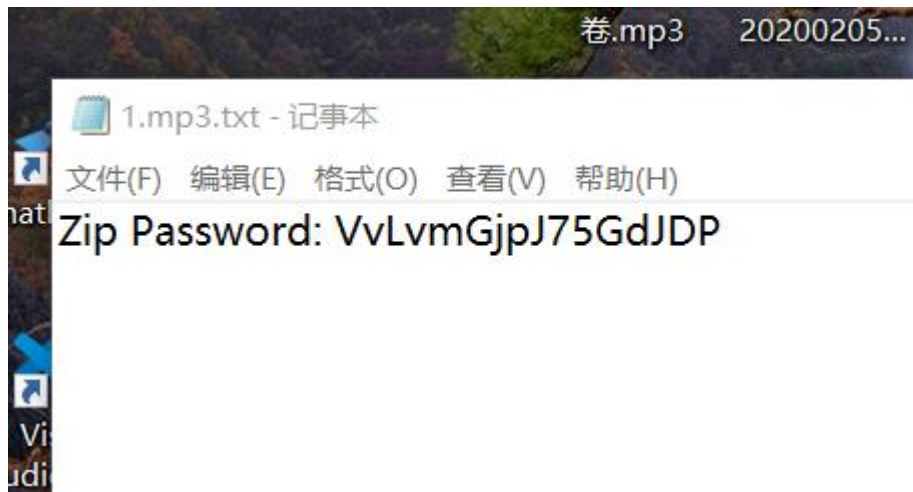 卷.mp3 20200205...
1.mp3.txt - 记事本
文件(F) 编辑(E) 格式(O) 查看(V) 帮助(H)
Zip Password: VvLvmGjpJ75GdJDP